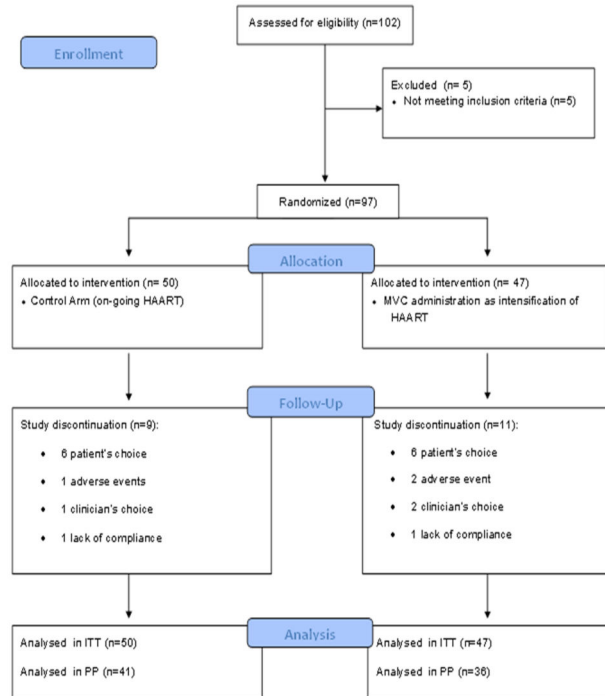 Assessed for eligibility (n=102)
Enrollment
Excluded (n= 5)
• Not meeting inclusion criteria (n=5)
Randomized (n=97)
Allocation
Allocated to intervention (n= 50)
• Control Arm (on-going HAART)
Allocated to intervention (n= 47)
• MVC administration as intensification of
HAART
Follow-Up
Study discontinuation (n=9):
♦ 6 patient's choice
♦ 1 adverse events
♦ 1 clinician's choice
♦ 1 lack of compliance
Study discontinuation (n=11):
♦ 6 patient's choice
♦ 2 adverse event
♦ 2 clinician's choice
♦ 1 lack of compliance
Analysis
Analysed in ITT (n=50)
Analysed in PP (n=41)
Analysed in ITT (n=47)
Analysed in PP (n=36)